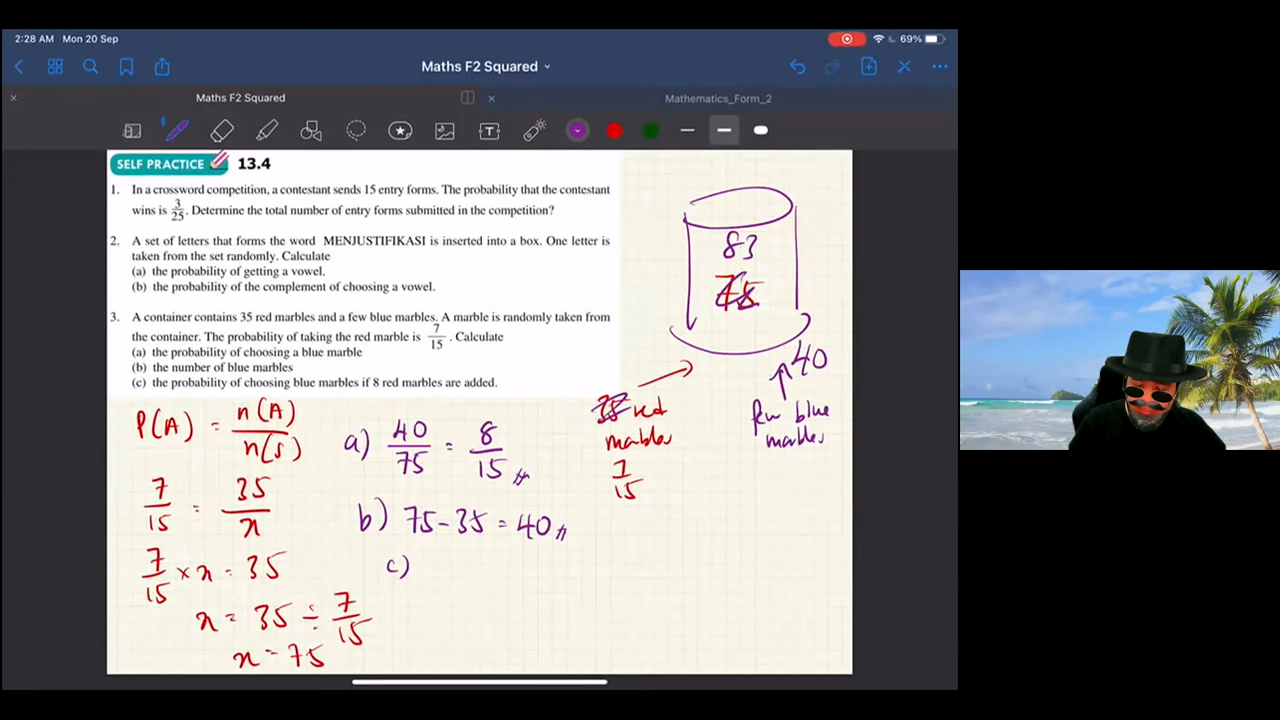 2:28 AM Mon 20 Sep
69%
Maths F2 Squared
Maths F2 Squared
Mathematics_Form_2
SELF PRACTICE 13.4
1. In a crossword competition, a contestant sends 15 entry forms. The probability that the contestant
wins is 3/25. Determine the total number of entry forms submitted in the competition?
2. A set of letters that forms the word MENJUSTIFIKASI is inserted into a box. One letter is
taken from the set randomly. Calculate
(a) the probability of getting a vowel.
(b) the probability of the complement of choosing a vowel.
3. A container contains 35 red marbles and a few blue marbles. A marble is randomly taken from
the container. The probability of taking the red marble is 7/15. Calculate
(a) the probability of choosing a blue marble
(b) the number of blue marbles
(c) the probability of choosing blue marbles if 8 red marbles are added.
83
75
40
35 red
marbles
7/15
few blue
marbles
P(A) = n(A)/n(S)
7/15 = 35/x
7/15 × x = 35
x = 35 ÷ 7/15
x = 75
a) 40/75 = 8/15
b) 75-35 = 40
c)